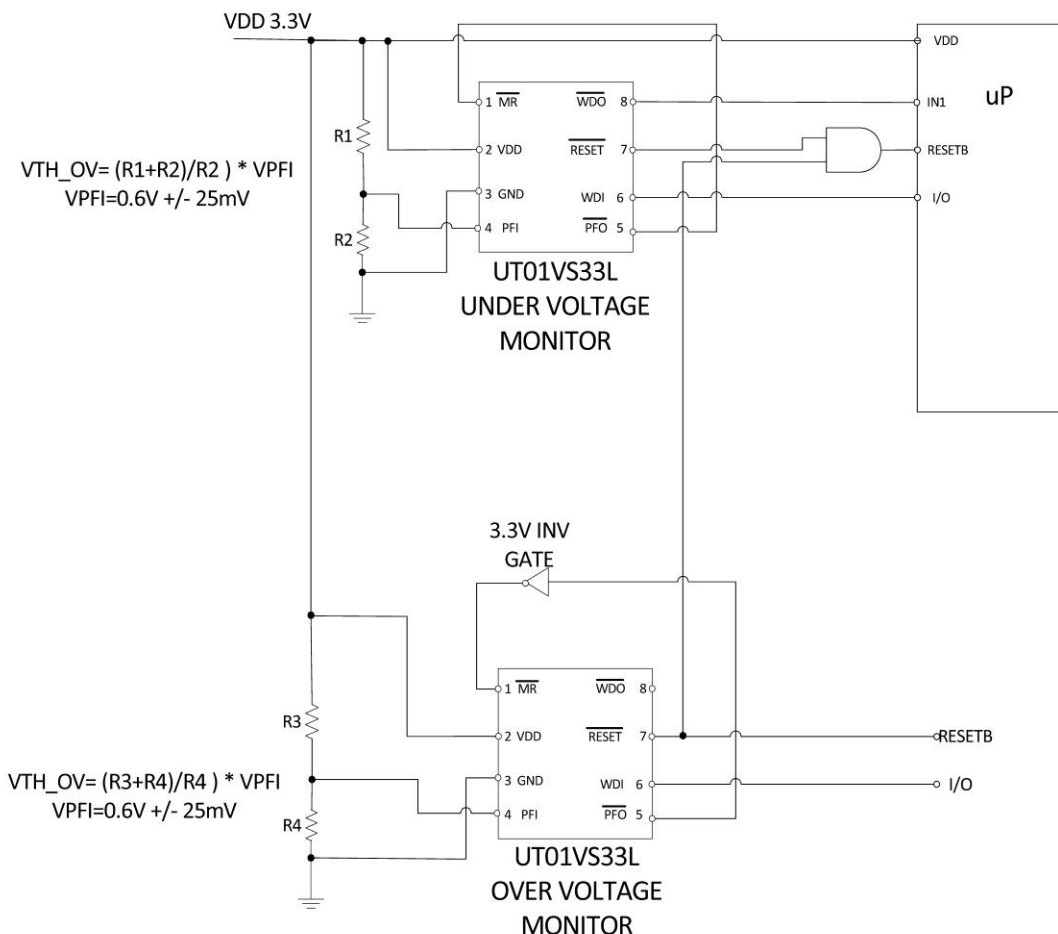 VDD 3.3V
VDD
uP
1 MR
WDO 8
IN1
R1
2 VDD
RESET 7
RESETB
VTH_OV= (R1+R2)/R2 ) * VPFI
VPFI=0.6V +/- 25mV
3 GND
WDI 6
I/O
R2
4 PFI
PFO 5
UT01VS33L
UNDER VOLTAGE
MONITOR
3.3V INV
GATE
1 MR
WDO 8
R3
2 VDD
RESET 7
RESETB
VTH_OV= (R3+R4)/R4 ) * VPFI
VPFI=0.6V +/- 25mV
3 GND
WDI 6
I/O
R4
4 PFI
PFO 5
UT01VS33L
OVER VOLTAGE
MONITOR